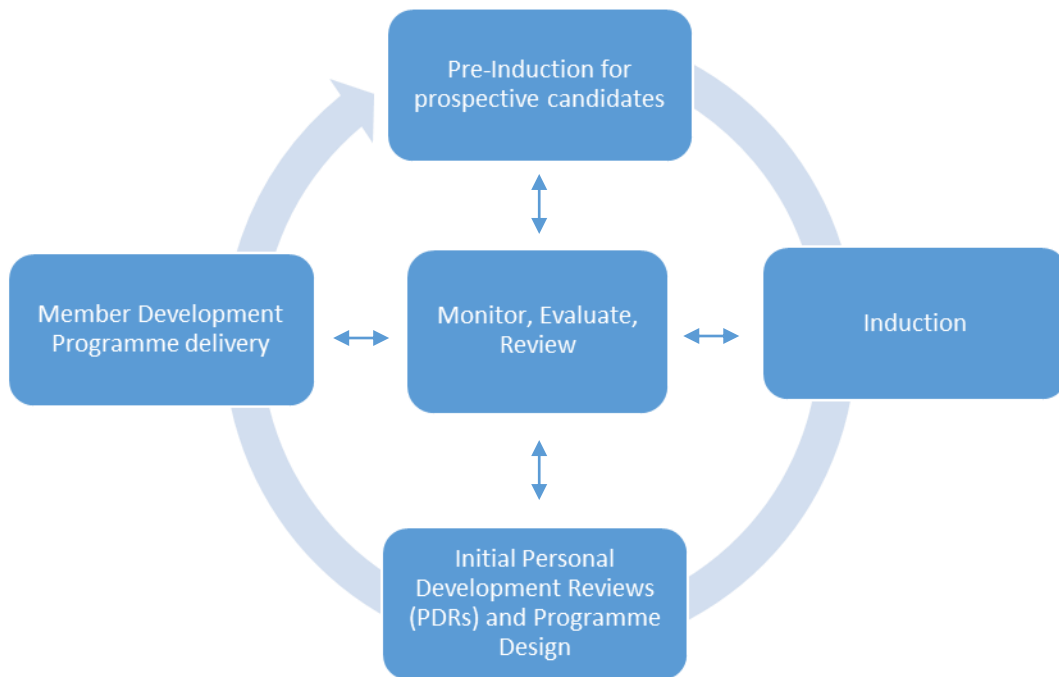 Pre-Induction for
prospective candidates
Member Development
Programme delivery
Monitor, Evaluate,
Review
Induction
Initial Personal
Development Reviews
(PDRs) and Programme
Design